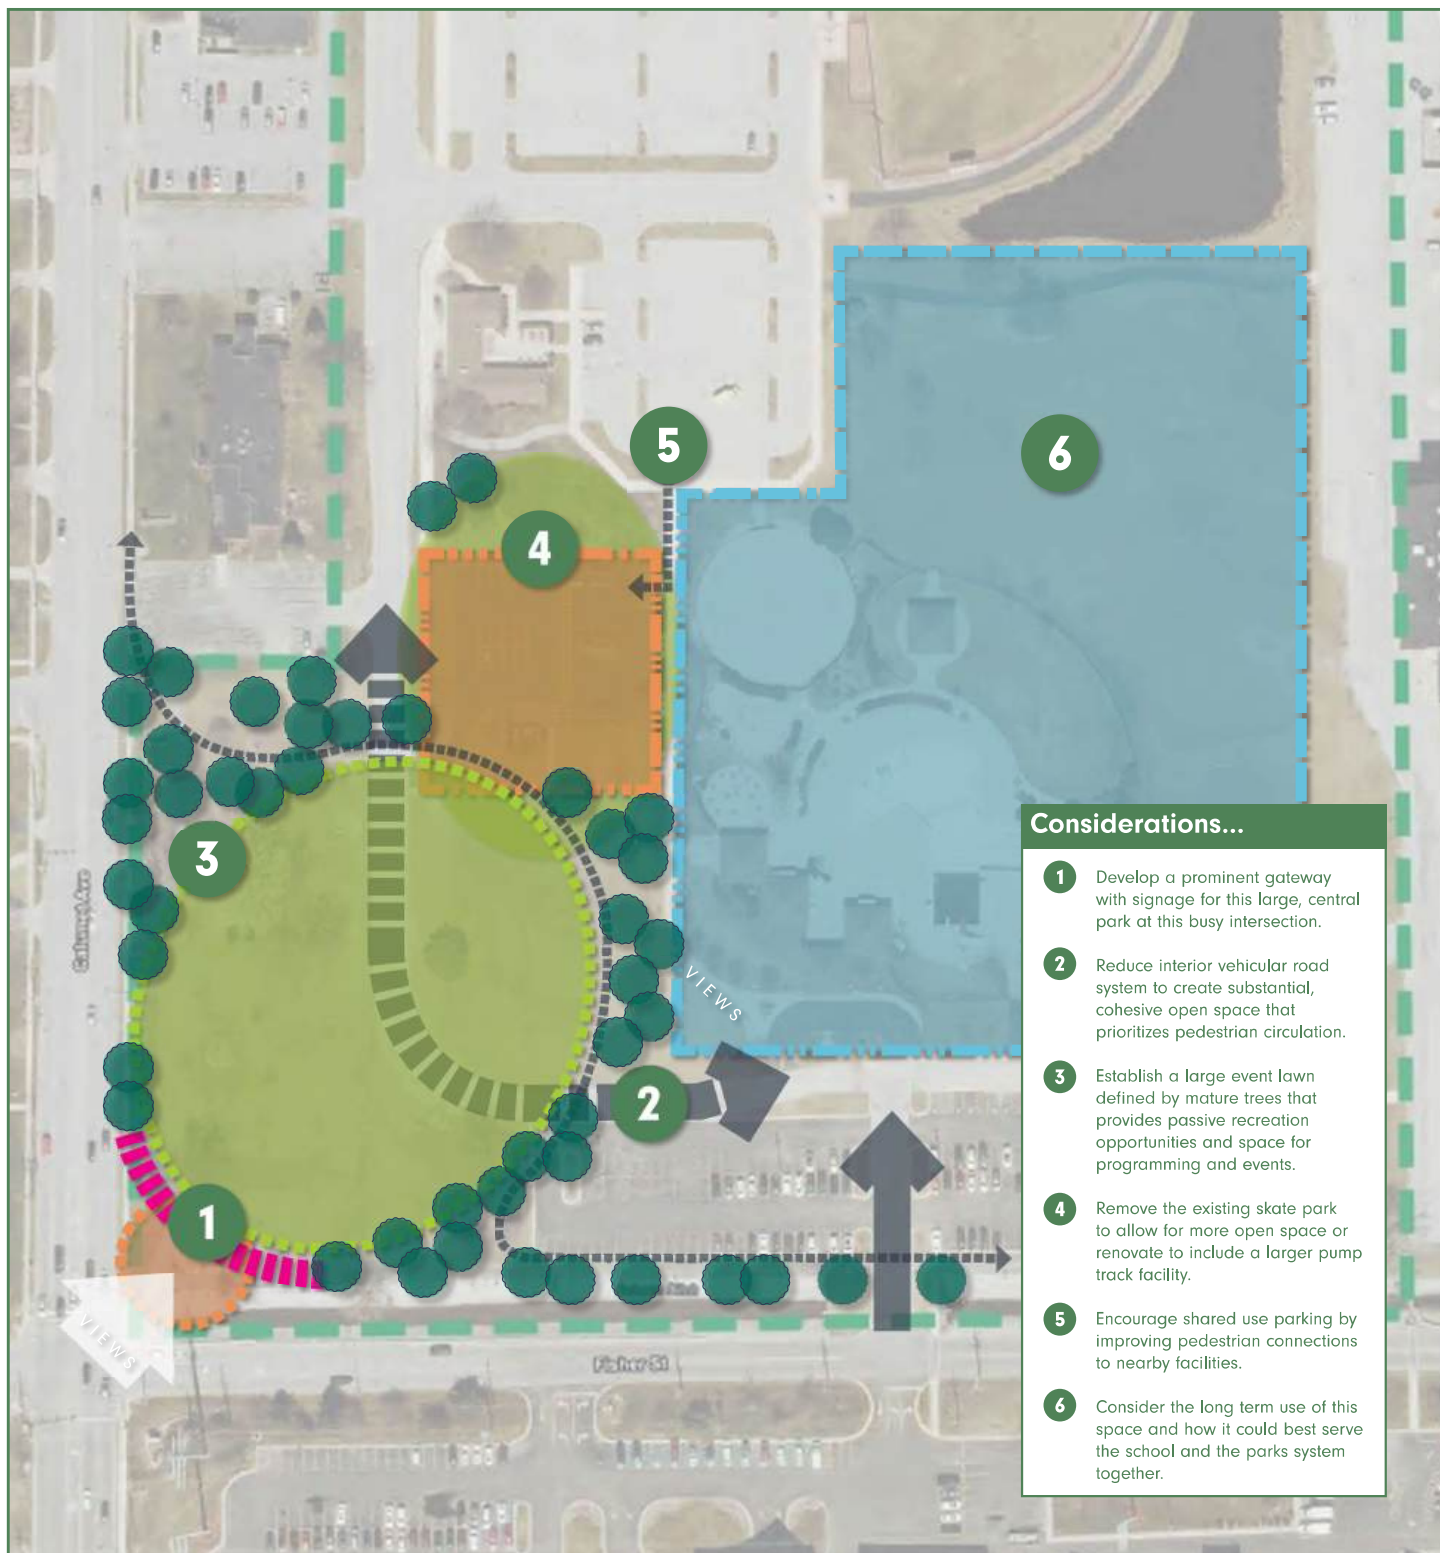 5
6
4
3
VIEWS
2
1
VIEWS
Calumet Ave
Fisher St
Considerations...
1 Develop a prominent gateway
with signage for this large, central
park at this busy intersection.
2 Reduce interior vehicular road
system to create substantial,
cohesive open space that
prioritizes pedestrian circulation.
3 Establish a large event lawn
defined by mature trees that
provides passive recreation
opportunities and space for
programming and events.
4 Remove the existing skate park
to allow for more open space or
renovate to include a larger pump
track facility.
5 Encourage shared use parking by
improving pedestrian connections
to nearby facilities.
6 Consider the long term use of this
space and how it could best serve
the school and the parks system
together.